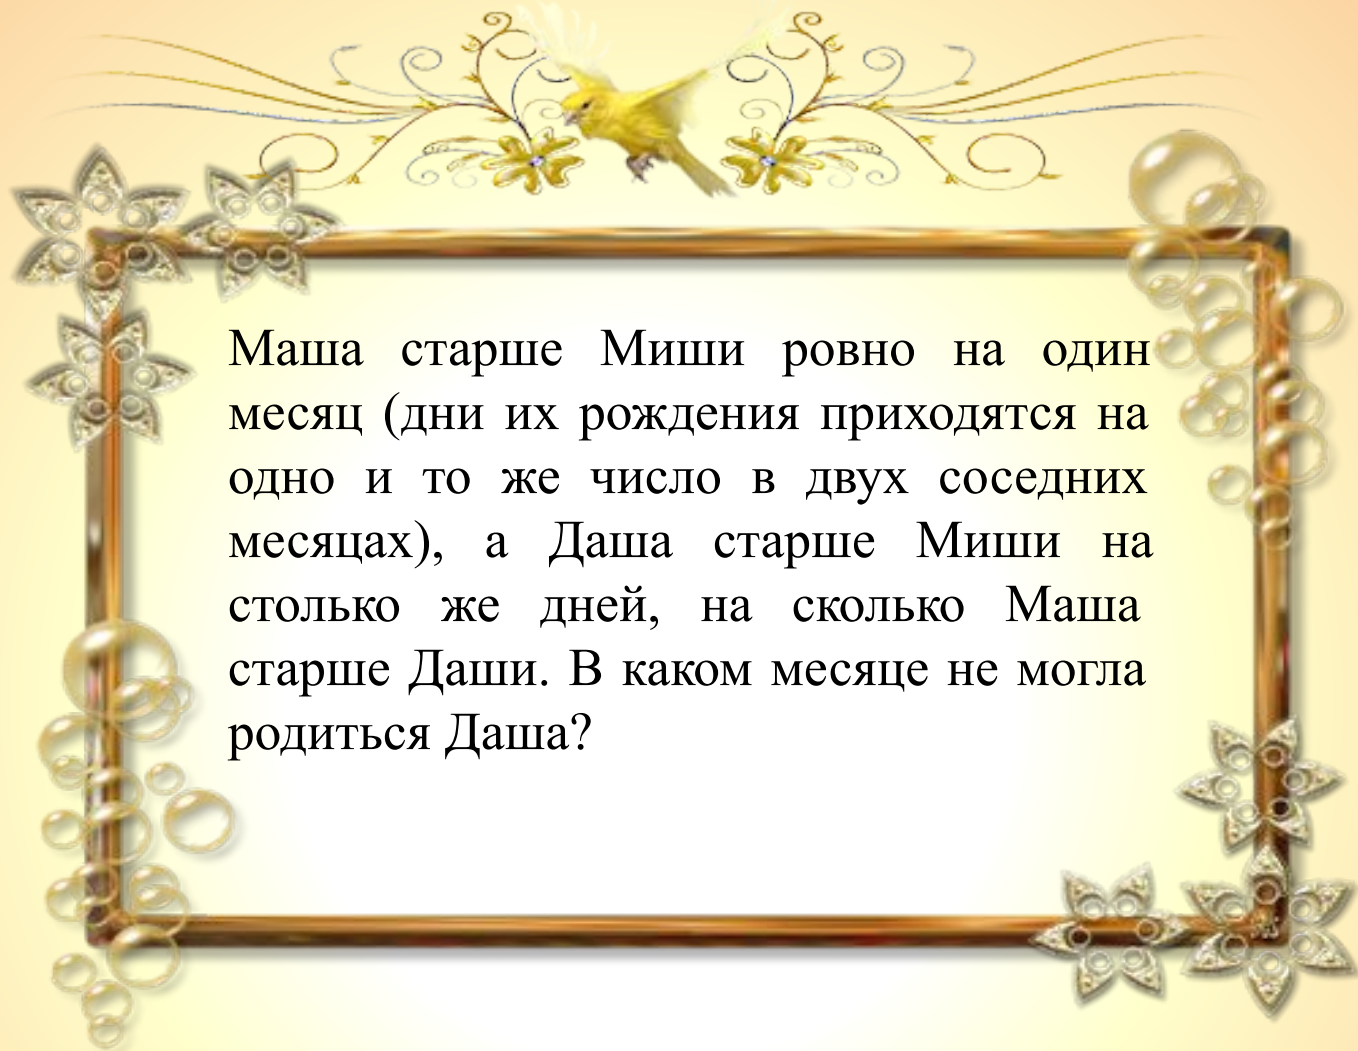 Маша старше Миши ровно на один
месяц (дни их рождения приходятся на
одно и то же число в двух соседних
месяцах), а Даша старше Миши на
столько же дней, на сколько Маша
старше Даши. В каком месяце не могла
родиться Даша?